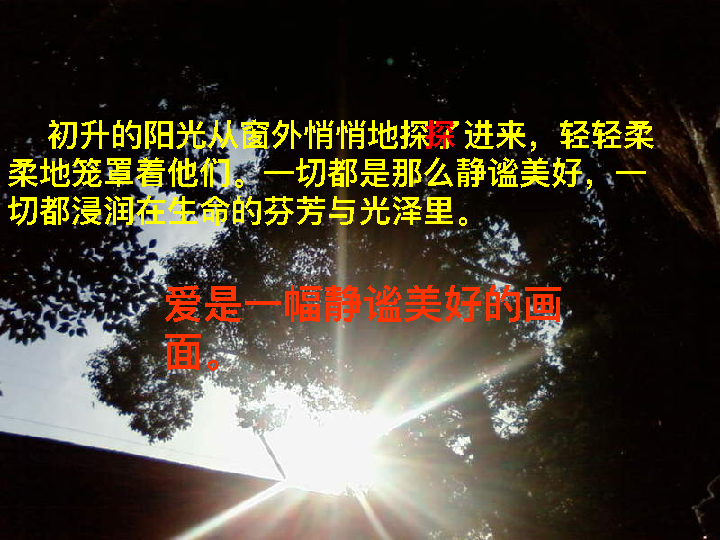 初升的阳光从窗外悄悄地探了进来，轻轻柔
柔地笼罩着他们。一切都是那么静谧美好，一
切都浸润在生命的芬芳与光泽里。
探
爱是一幅静谧美好的画
面。